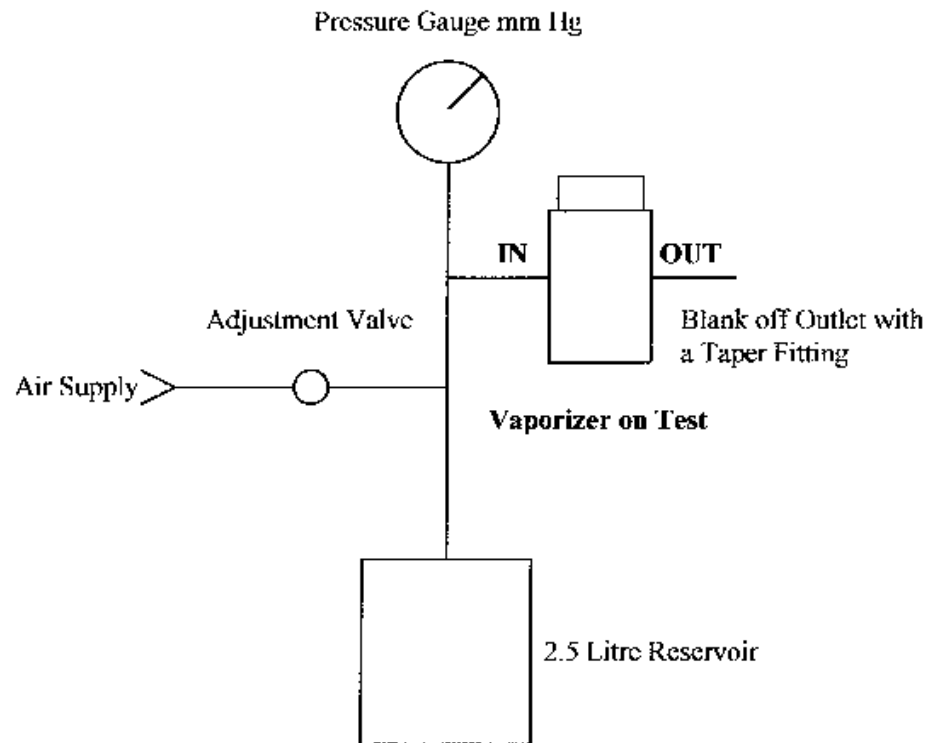 Pressure Gauge mm Hg
IN
OUT
Adjustment Valve
Blank off Outlet with
a Taper Fitting
Air Supply
Vaporizer on Test
2.5 Litre Reservoir